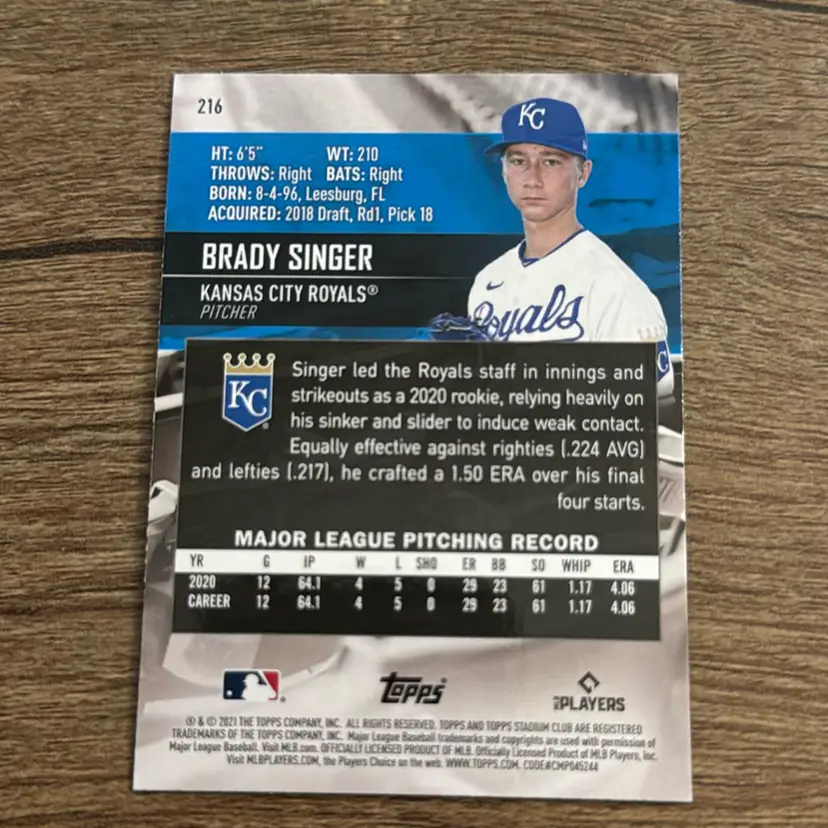 216
KC
HT: 6'5" WT: 210
THROWS: Right BATS: Right
BORN: 8-4-96, Leesburg, FL
ACQUIRED: 2018 Draft, Rd1, Pick 18
BRADY SINGER
KANSAS CITY ROYALS®
PITCHER
Royals
KC
Singer led the Royals staff in innings and
strikeouts as a 2020 rookie, relying heavily on
his sinker and slider to induce weak contact.
Equally effective against righties (.224 AVG)
and lefties (.217), he crafted a 1.50 ERA over his final
four starts.
MAJOR LEAGUE PITCHING RECORD
YR G IP W L SHO ER BB SO WHIP ERA
2020 12 64.1 4 5 0 29 23 61 1.17 4.06
CAREER 12 64.1 4 5 0 29 23 61 1.17 4.06
TOPPS
MLB PLAYERS
® & © 2021 THE TOPPS COMPANY, INC. ALL RIGHTS RESERVED. TOPPS AND TOPPS STADIUM CLUB ARE REGISTERED
TRADEMARKS OF THE TOPPS COMPANY, INC. Major League Baseball trademarks and copyrights are used with permission of
Major League Baseball. Visit MLB.com. OFFICIALLY LICENSED PRODUCT OF MLB. Officially Licensed Product of MLB Players, Inc.
Visit MLBPLAYERS.COM, the Players Choice on the web. WWW.TOPPS.COM. CODE#CMP045244